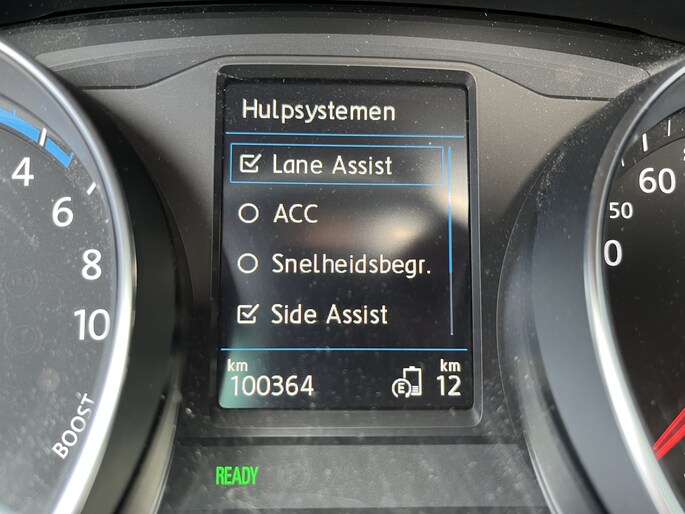 Hulpsystemen
Lane Assist
ACC
Snelheidsbegr.
Side Assist
km
100364
E
km
12
READY
4
6
8
10
BOOST
60
50
0